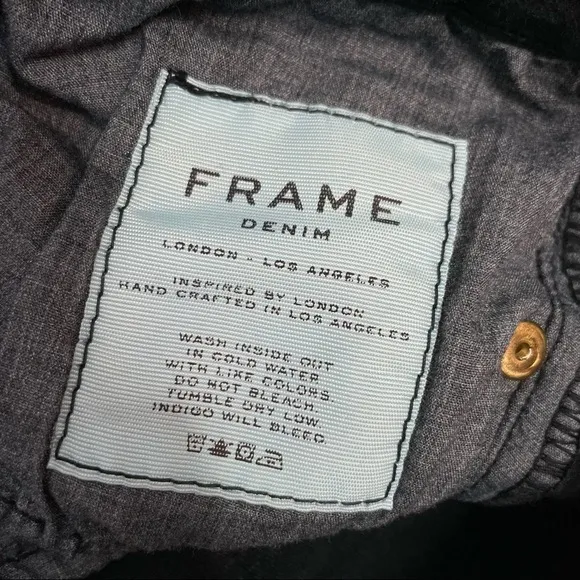 FRAME
DENIM
LONDON - LOS ANGELES
INSPIRED BY LONDON
HAND CRAFTED IN LOS ANGELES
WASH INSIDE OUT
IN COLD WATER
WITH LIKE COLORS
DO NOT BLEACH.
TUMBLE DRY LOW.
INDIGO WILL BLEED.